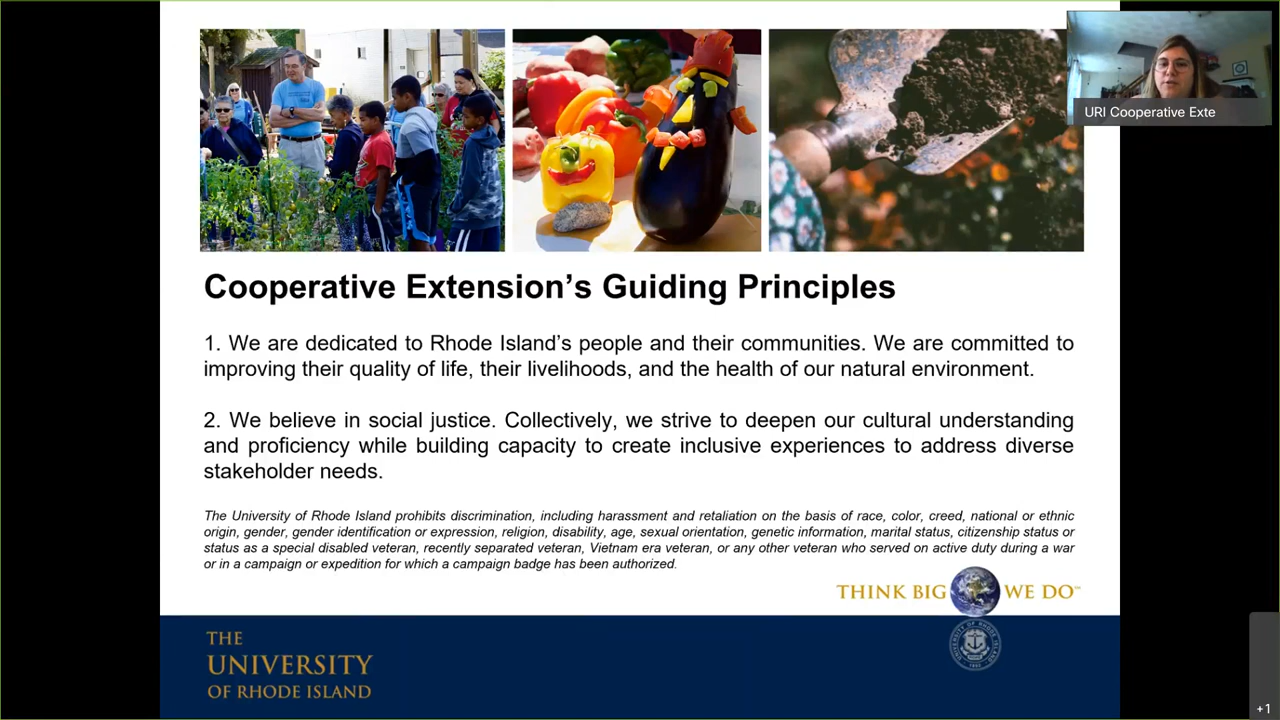 URI Cooperative Exte
Cooperative Extension’s Guiding Principles
1. We are dedicated to Rhode Island’s people and their communities. We are committed to
improving their quality of life, their livelihoods, and the health of our natural environment.
2. We believe in social justice. Collectively, we strive to deepen our cultural understanding
and proficiency while building capacity to create inclusive experiences to address diverse
stakeholder needs.
The University of Rhode Island prohibits discrimination, including harassment and retaliation on the basis of race, color, creed, national or ethnic
origin, gender, gender identification or expression, religion, disability, age, sexual orientation, genetic information, marital status, citizenship status or
status as a special disabled veteran, recently separated veteran, Vietnam era veteran, or any other veteran who served on active duty during a war
or in a campaign or expedition for which a campaign badge has been authorized.
THINK BIG WE DO™
UNIVERSITY OF RHODE ISLAND
1892
THE
UNIVERSITY
OF RHODE ISLAND
+1